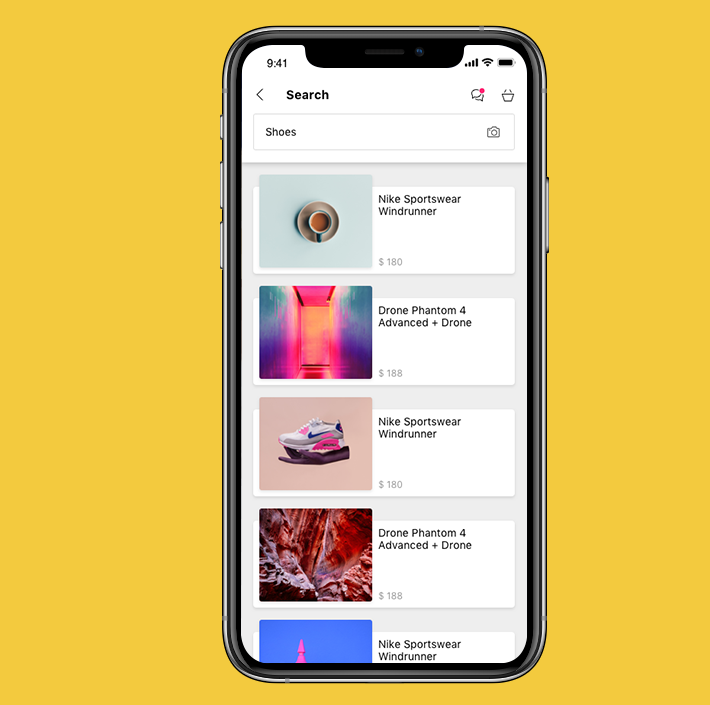 9:41
Search
Shoes
Nike Sportswear
Windrunner
$ 180
Drone Phantom 4
Advanced + Drone
$ 188
Nike Sportswear
Windrunner
$ 180
Drone Phantom 4
Advanced + Drone
$ 188
Nike Sportswear
Windrunner